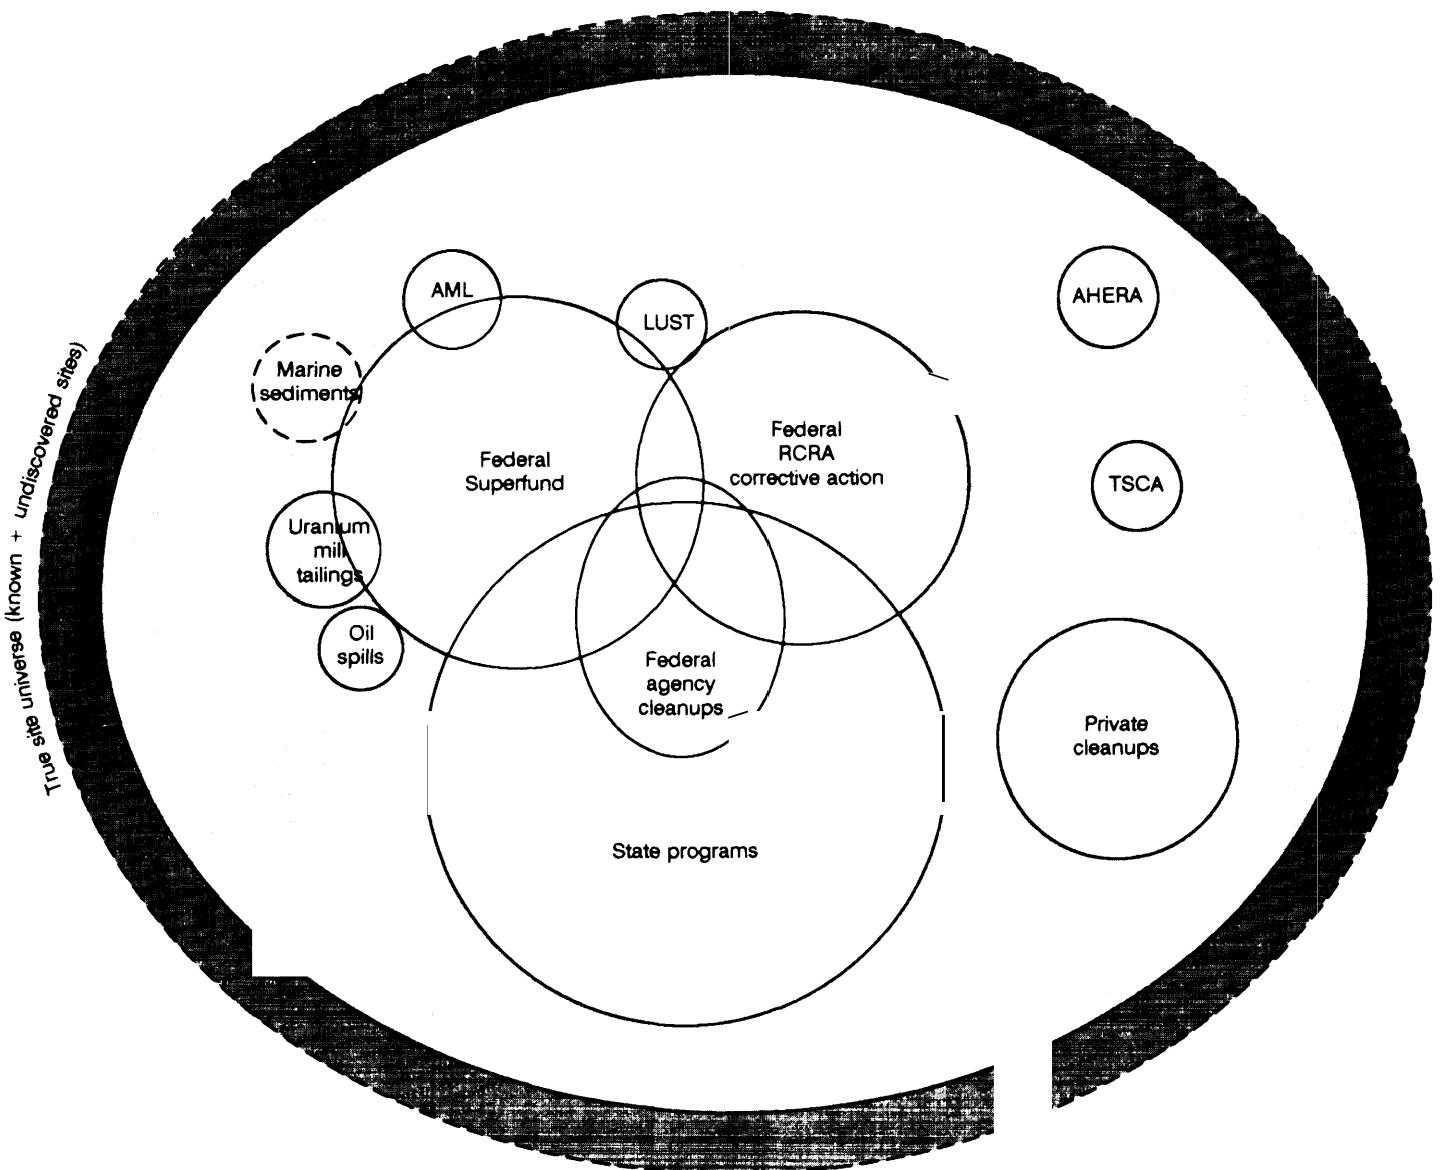 AML
LUST
AHERA
Marine
sediments
Federal
Superfund
Federal
RCRA
corrective action
TSCA
Uranium
mill
tailings
Oil
spills
Federal
agency
cleanups
Private
cleanups
State programs
True site universe (known + undiscovered sites)